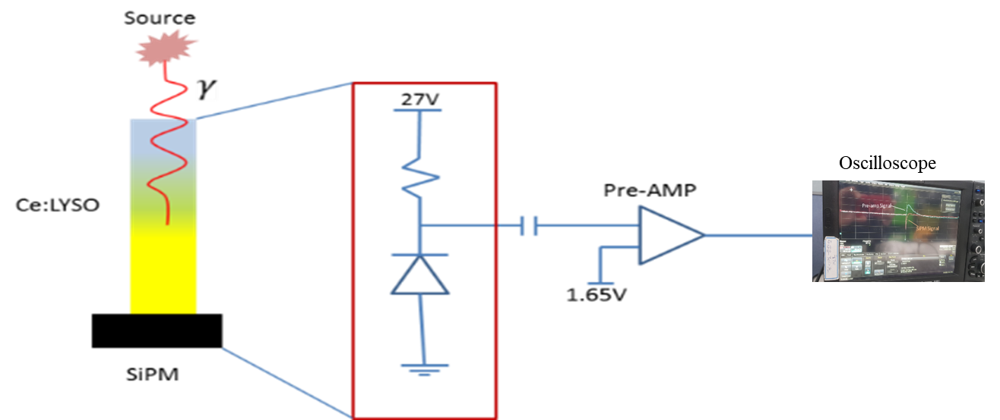 Source
γ
27V
Oscilloscope
Pre-AMP
Pre-amp Signal
SiPM Signal
Ce:LYSO
1.65V
SiPM